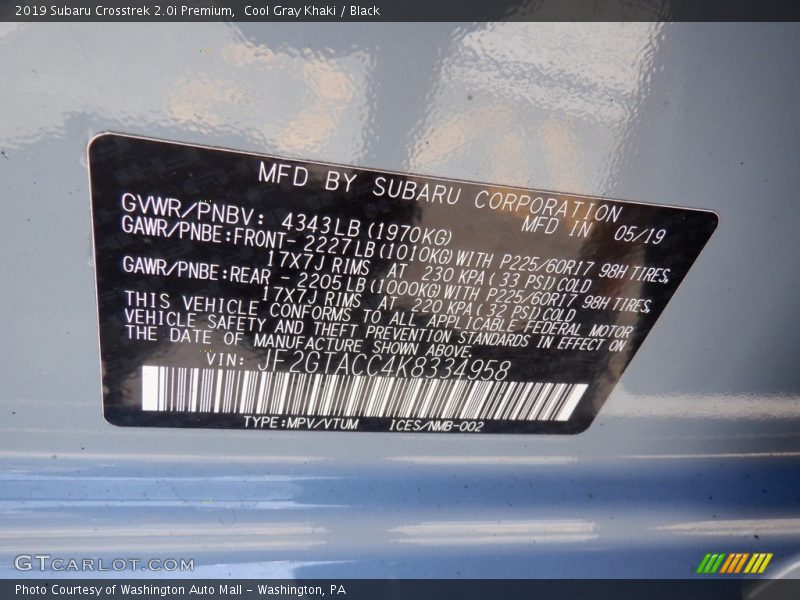 2019 Subaru Crosstrek 2.0i Premium,  Cool Gray Khaki / Black
MFD BY SUBARU CORPORATION
GVWR/PNBV: 4343LB (1970KG) MFD IN 05/19
GAWR/PNBE:FRONT- 2227LB (1010KG) WITH P225/60R17 98H TIRES,
17X7J RIMS AT 230 KPA ( 33 PSI) COLD
GAWR/PNBE:REAR - 2205LB (1000KG) WITH P225/60R17 98H TIRES,
17X7J RIMS AT 220 KPA ( 32 PSI) COLD
THIS VEHICLE CONFORMS TO ALL APPLICABLE FEDERAL MOTOR
VEHICLE SAFETY AND THEFT PREVENTION STANDARDS IN EFFECT ON
THE DATE OF MANUFACTURE SHOWN ABOVE.
VIN: JF2GTACC4K8334958
TYPE:MPV/VTUM ICES/NMB-002
GTCARLOT.COM
Photo Courtesy of Washington Auto Mall - Washington, PA